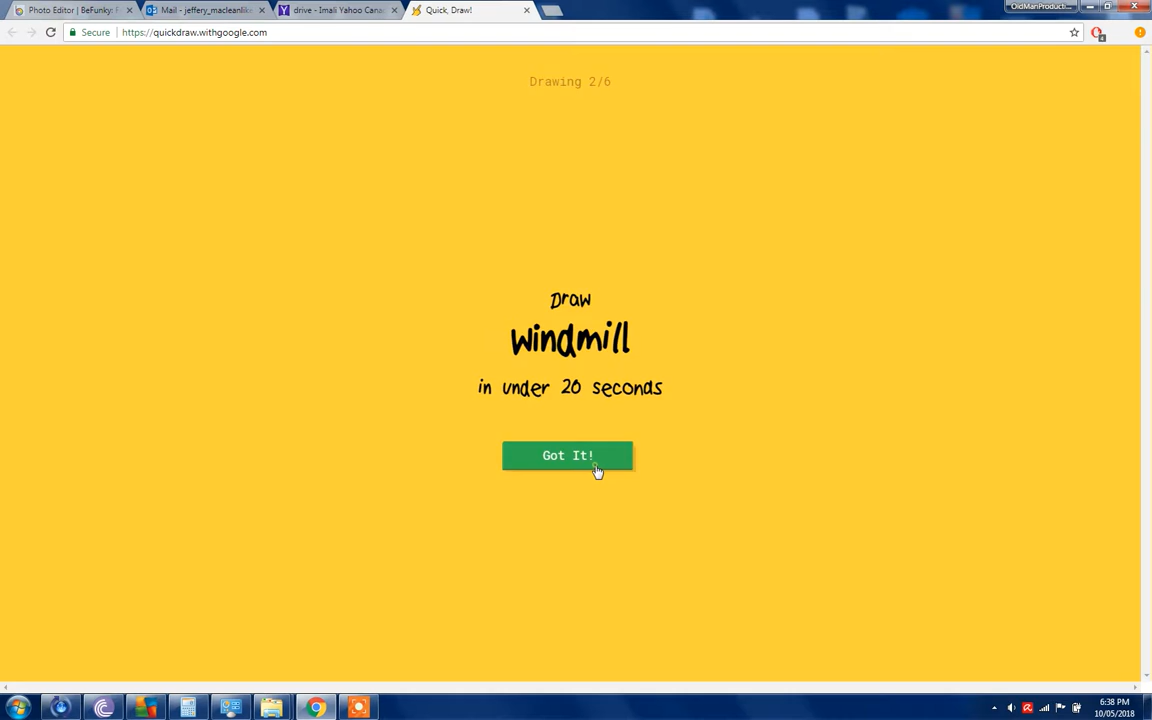 Photo Editor | BeFunky: F
Mail - jeffery_macleanlik
drive - Imali Yahoo Cana
Quick, Draw!
OldManProducti...
Secure
https://quickdraw.withgoogle.com
Drawing 2/6
Draw
windmill
in under 20 seconds
Got It!
6:38 PM
10/05/2018